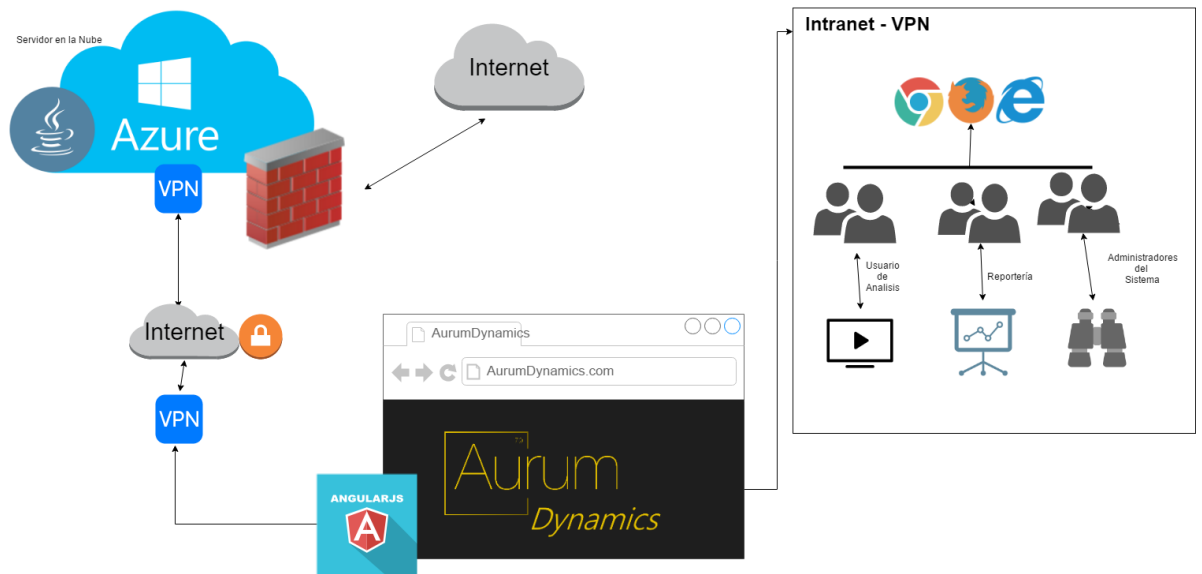 Servidor en la Nube
Azure
VPN
Internet
Internet
VPN
ANGULARJS
AurumDynamics
AurumDynamics.com
Aurum
Dynamics
Intranet - VPN
Usuario
de
Analisis
Reportería
Administradores
del
Sistema